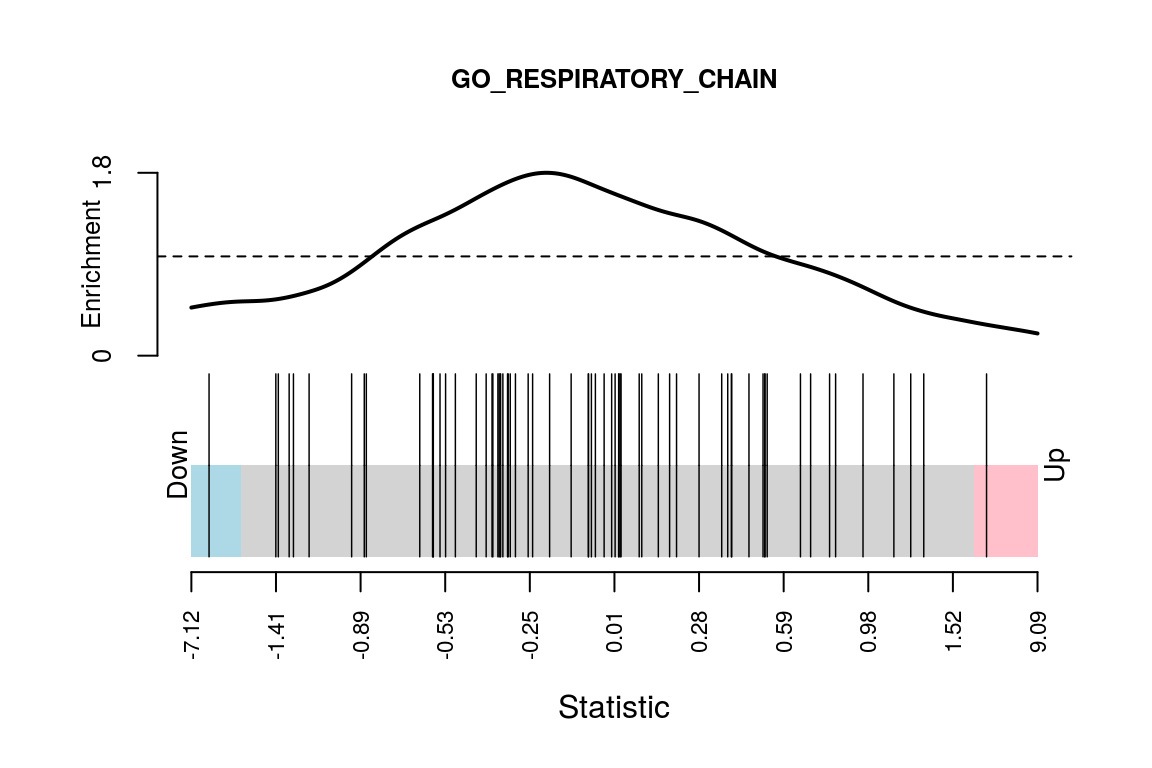 GO_RESPIRATORY_CHAIN
Enrichment
1.8
0
Down
Up
-7.12
-1.41
-0.89
-0.53
-0.25
0.01
0.28
0.59
0.98
1.52
9.09
Statistic